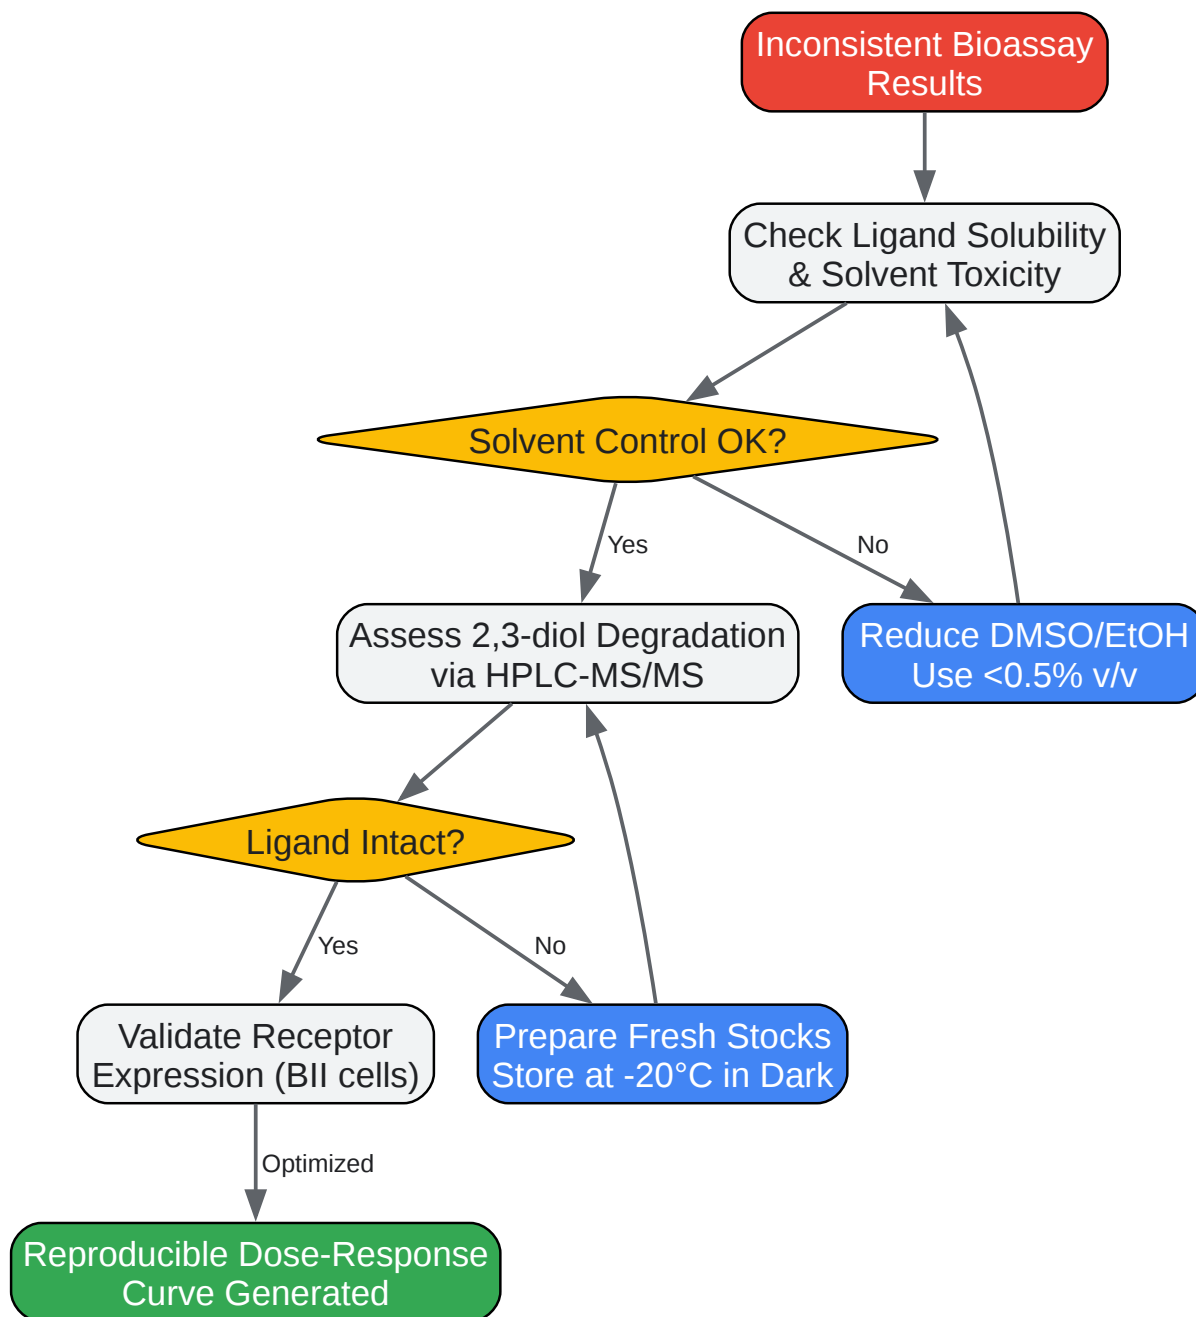 Inconsistent Bioassay
Results
Check Ligand Solubility
& Solvent Toxicity
Solvent Control OK?
Yes
No
Assess 2,3-diol Degradation
via HPLC-MS/MS
Reduce DMSO/EtOH
Use <0.5% v/v
Ligand Intact?
Yes
No
Validate Receptor
Expression (BII cells)
Prepare Fresh Stocks
Store at -20°C in Dark
Optimized
Reproducible Dose-Response
Curve Generated